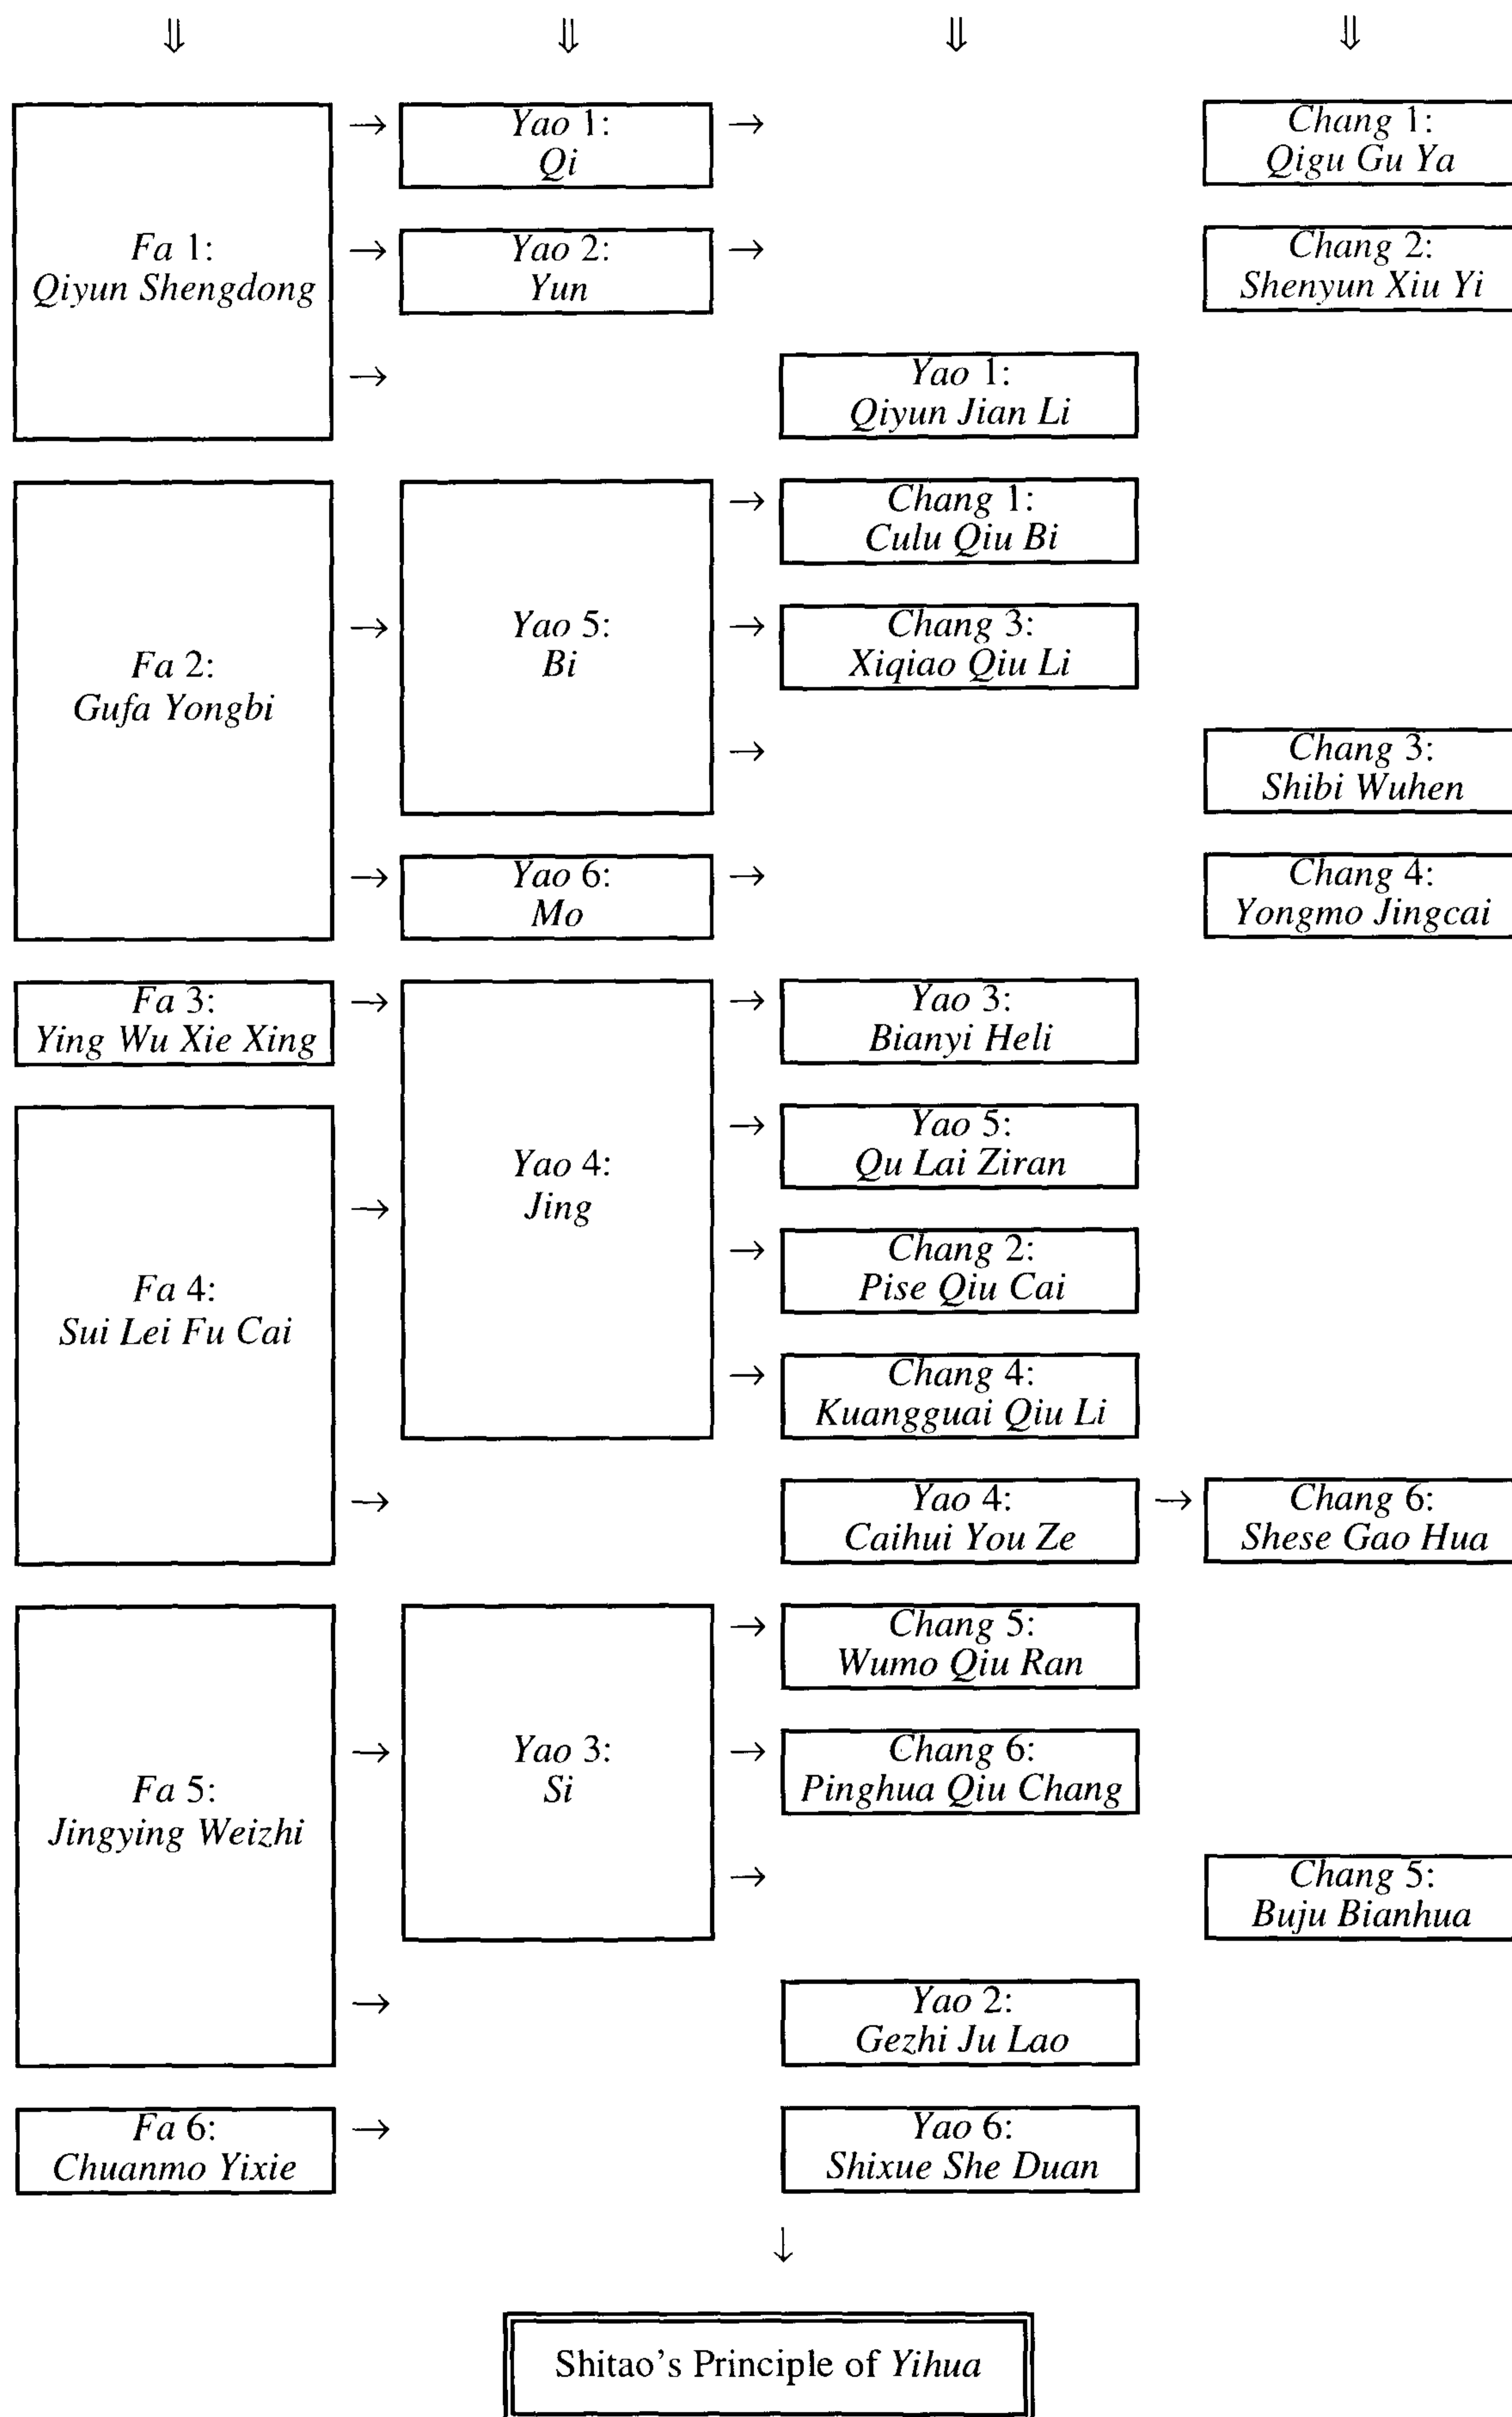 ⇓ ⇓ ⇓ ⇓
Fa 1:
Qiyun Shengdong
→ Yao 1:
Qi
→ Chang 1:
Qigu Gu Ya
→ Yao 2:
Yun
→ Chang 2:
Shenyun Xiu Yi
→ Yao 1:
Qiyun Jian Li
Fa 2:
Gufa Yongbi
→ Yao 5:
Bi
→ Chang 1:
Culu Qiu Bi
→ Chang 3:
Xiqiao Qiu Li
→ Chang 3:
Shibi Wuhen
→ Yao 6:
Mo
→ Chang 4:
Yongmo Jingcai
Fa 3:
Ying Wu Xie Xing
→ Yao 4:
Jing
→ Yao 3:
Bianyi Heli
→ Yao 5:
Qu Lai Ziran
Fa 4:
Sui Lei Fu Cai
→
→ Chang 2:
Pise Qiu Cai
→ Chang 4:
Kuangguai Qiu Li
→ Yao 4:
Caihui You Ze
→ Chang 6:
Shese Gao Hua
Fa 5:
Jingying Weizhi
→ Yao 3:
Si
→ Chang 5:
Wumo Qiu Ran
→ Chang 6:
Pinghua Qiu Chang
→ Chang 5:
Buju Bianhua
→ Yao 2:
Gezhi Ju Lao
Fa 6:
Chuanmo Yixie
→ Yao 6:
Shixue She Duan
↓
Shitao's Principle of Yihua